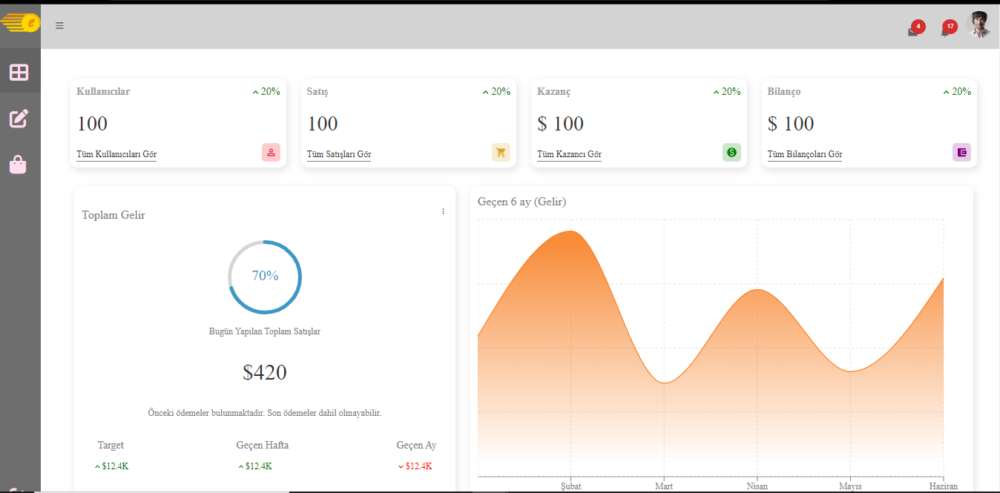 e
4
17
Kullanıcılar
20%
100
Tüm Kullanıcıları Gör
Satış
20%
100
Tüm Satışları Gör
Kazanç
20%
$ 100
Tüm Kazancı Gör
Bilanço
20%
$ 100
Tüm Bilançoları Gör
Toplam Gelir
70%
Bugün Yapılan Toplam Satışlar
$420
Önceki ödemeler bulunmaktadır. Son ödemeler dahil olmayabilir.
Target
$12.4K
Geçen Hafta
$12.4K
Geçen Ay
$12.4K
Geçen 6 ay (Gelir)
Şubat
Mart
Nisan
Mayıs
Haziran